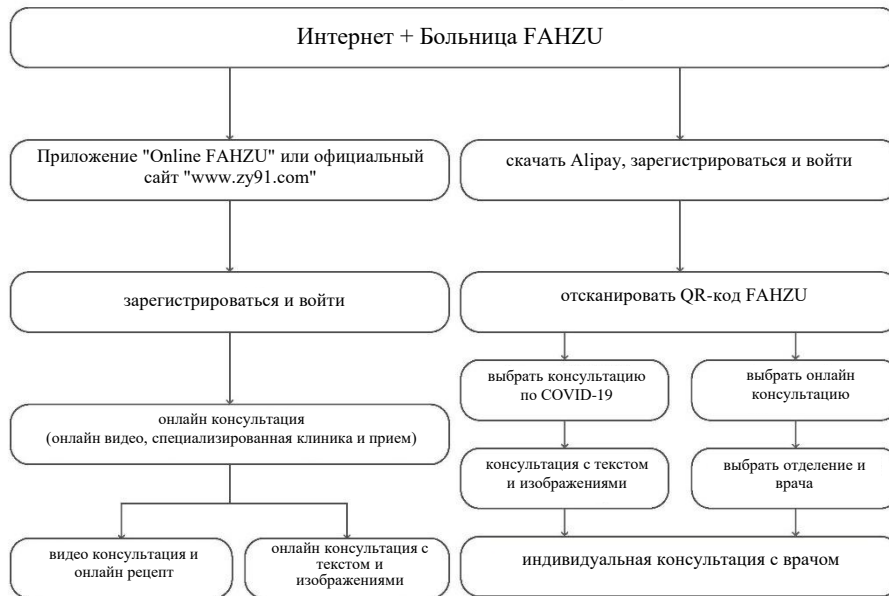 Интернет + Больница FAHZU
Приложение "Online FAHZU" или официальный
сайт "www.zy91.com"
скачать Alipay, зарегистрироваться и войти
зарегистрироваться и войти
отсканировать QR-код FAHZU
выбрать консультацию
по COVID-19
выбрать онлайн
консультацию
онлайн консультация
(онлайн видео, специализированная клиника и прием)
консультация с текстом
и изображениями
выбрать отделение и
врача
видео консультация и
онлайн рецепт
онлайн консультация с
текстом и
изображениями
индивидуальная консультация с врачом